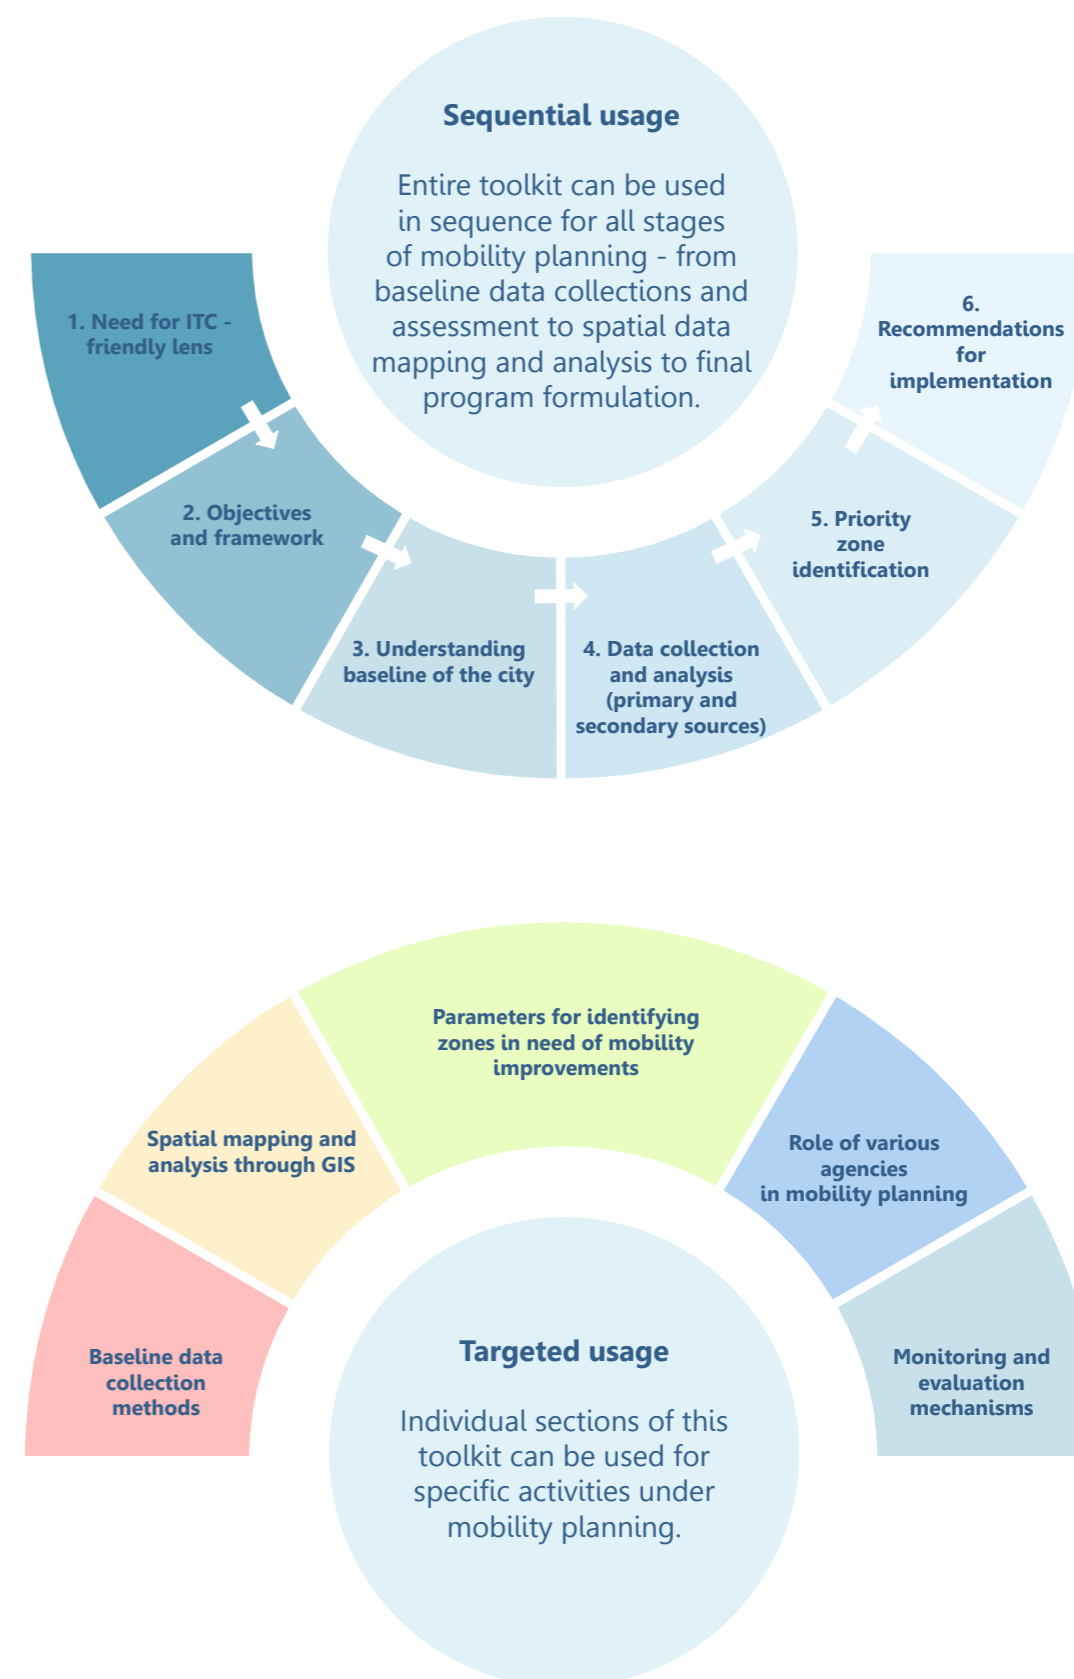 Sequential usage
Entire toolkit can be used
in sequence for all stages
of mobility planning - from
baseline data collections and
assessment to spatial data
mapping and analysis to final
program formulation.
1. Need for ITC -
friendly lens
2. Objectives
and framework
3. Understanding
baseline of the city
4. Data collection
and analysis
(primary and
secondary sources)
5. Priority
zone
identification
6.
Recommendations
for
implementation
Baseline data
collection
methods
Spatial mapping and
analysis through GIS
Parameters for identifying
zones in need of mobility
improvements
Role of various
agencies
in mobility planning
Monitoring and
evaluation
mechanisms
Targeted usage
Individual sections of this
toolkit can be used for
specific activities under
mobility planning.